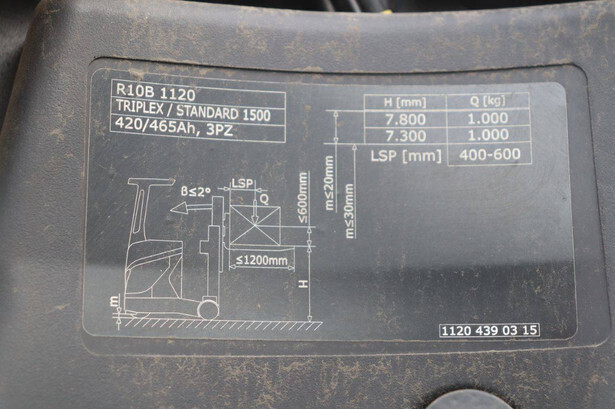 R10B 1120
TRIPLEX / STANDARD 1500
420/465Ah, 3PZ
H [mm] Q [kg]
7.800 1.000
7.300 1.000
LSP [mm] 400-600
m≤20mm
m≤30mm
β≤2°
LSP
Q
≤600mm
≤1200mm
H
m
1120 439 03 15